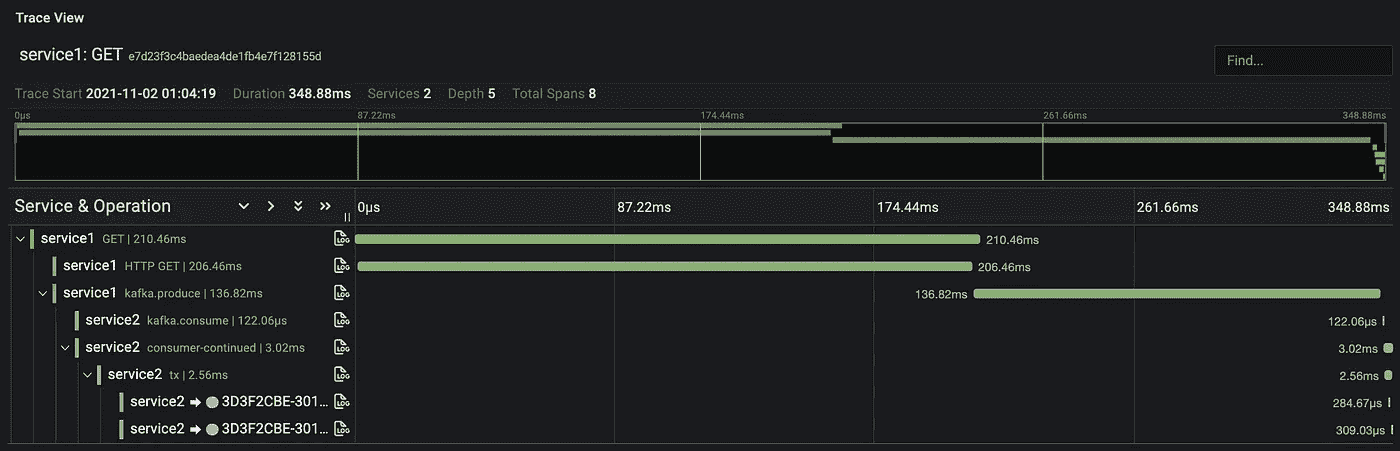 Trace View
service1: GET e7d23f3c4baedea4de1fb4e7f128155d
Find...
Trace Start 2021-11-02 01:04:19 Duration 348.88ms Services 2 Depth 5 Total Spans 8
0μs 87.22ms 174.44ms 261.66ms 348.88ms
Service & Operation 0μs 87.22ms 174.44ms 261.66ms 348.88ms
service1 GET | 210.46ms LOG 210.46ms
service1 HTTP GET | 206.46ms LOG 206.46ms
service1 kafka.produce | 136.82ms LOG 136.82ms
service2 kafka.consume | 122.06μs LOG 122.06μs
service2 consumer-continued | 3.02ms LOG 3.02ms
service2 tx | 2.56ms LOG 2.56ms
service2 ➡ 3D3F2CBE-301... LOG 284.67μs
service2 ➡ 3D3F2CBE-301... LOG 309.03μs